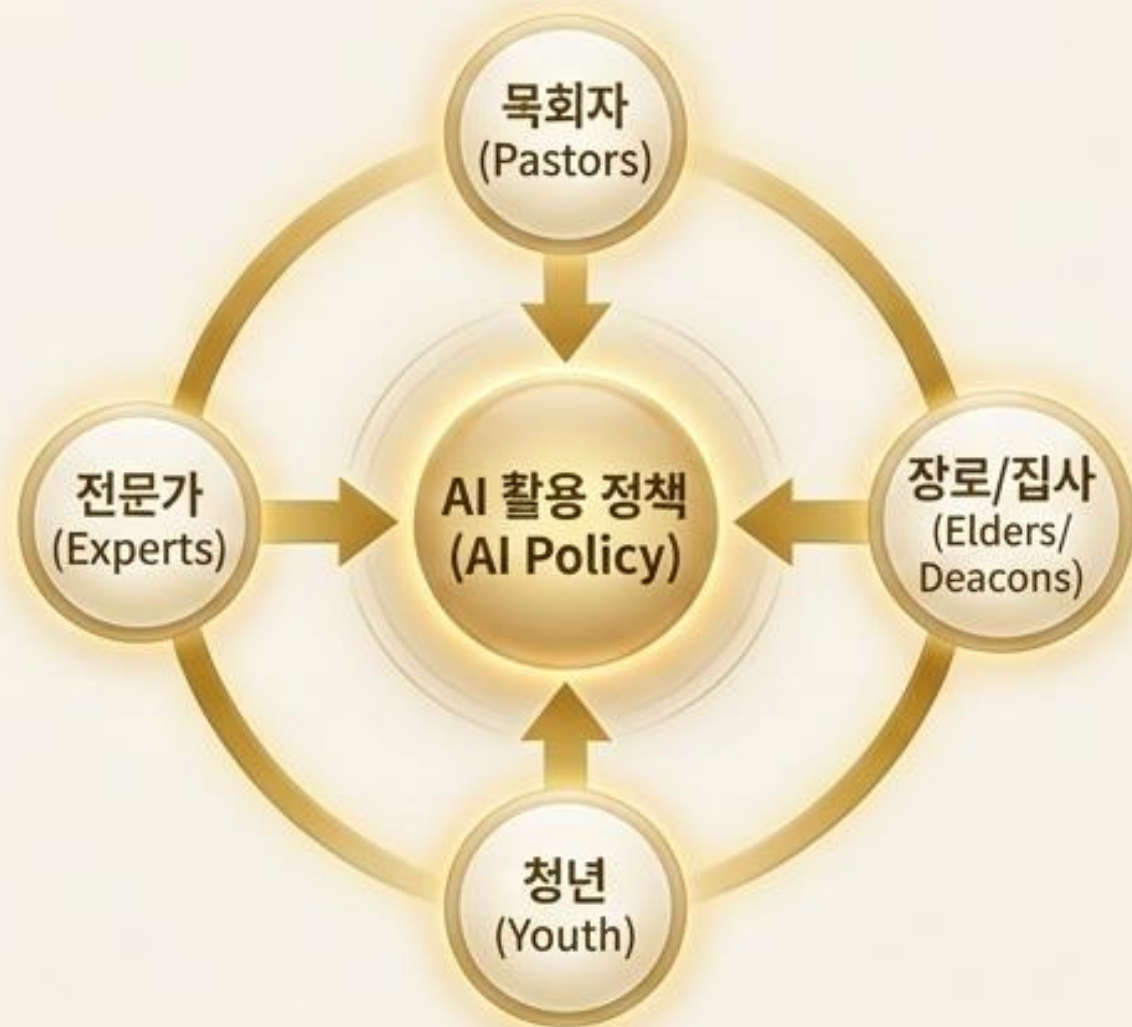 목회자
(Pastors)
전문가
(Experts)
AI 활용 정책
(AI Policy)
장로/집사
(Elders/
Deacons)
청년
(Youth)